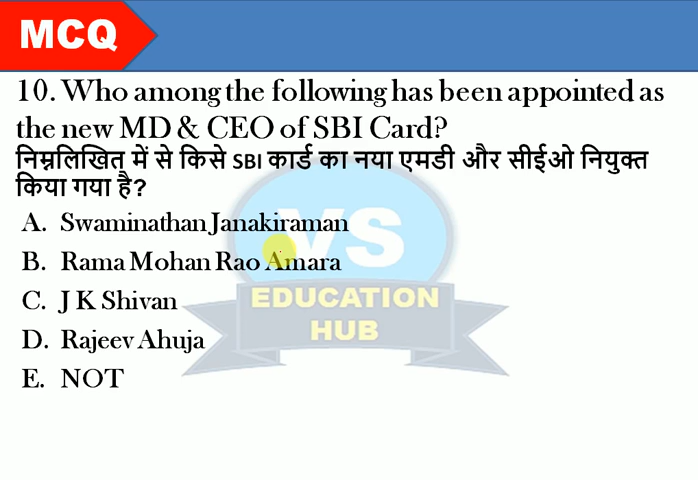 MCQ
10. Who among the following has been appointed as
the new MD & CEO of SBI Card?
निम्नलिखित में से किसे SBI कार्ड का नया एमडी और सीईओ नियुक्त
किया गया है?
A. Swaminathan Janakiraman
B. Rama Mohan Rao Amara
C. J K Shivan
D. Rajeev Ahuja
E. NOT
VS
EDUCATION
HUB